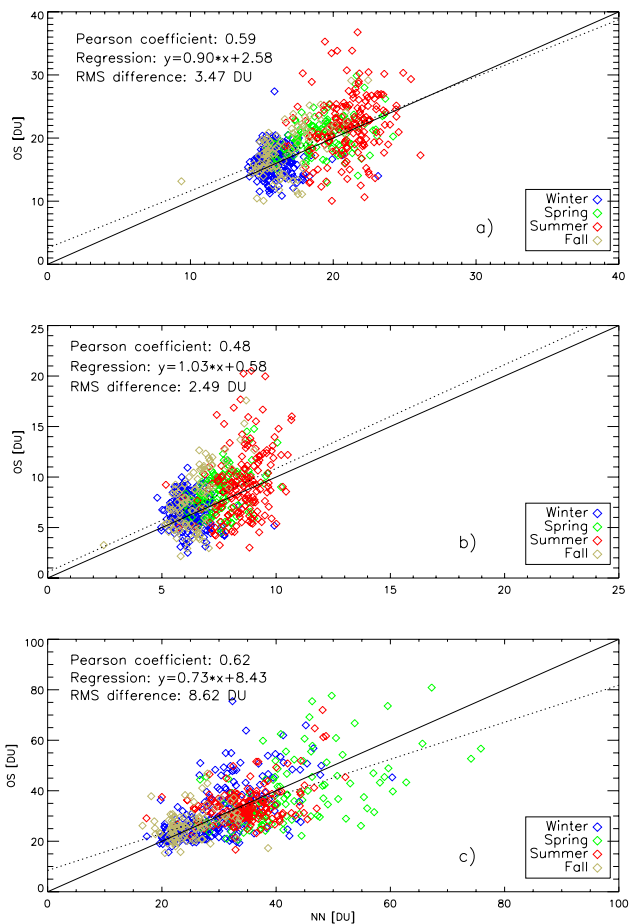 40
30
20
10
0
OS [DU]
Pearson coefficient: 0.59
Regression: y=0.90*x+2.58
RMS difference: 3.47 DU
Winter
Spring
Summer
Fall
a)
0 10 20 30 40
25
20
15
10
5
0
OS [DU]
Pearson coefficient: 0.48
Regression: y=1.03*x+0.58
RMS difference: 2.49 DU
Winter
Spring
Summer
Fall
b)
0 5 10 15 20 25
100
80
60
40
20
0
OS [DU]
Pearson coefficient: 0.62
Regression: y=0.73*x+8.43
RMS difference: 8.62 DU
Winter
Spring
Summer
Fall
c)
0 20 40 60 80 100
NN [DU]